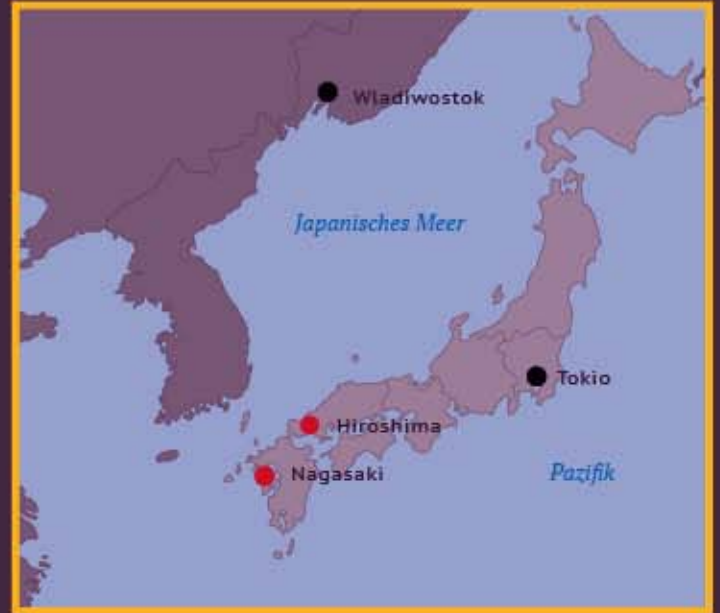 Wladiwostok
Japanisches Meer
Tokio
Hiroshima
Nagasaki
Pazifik